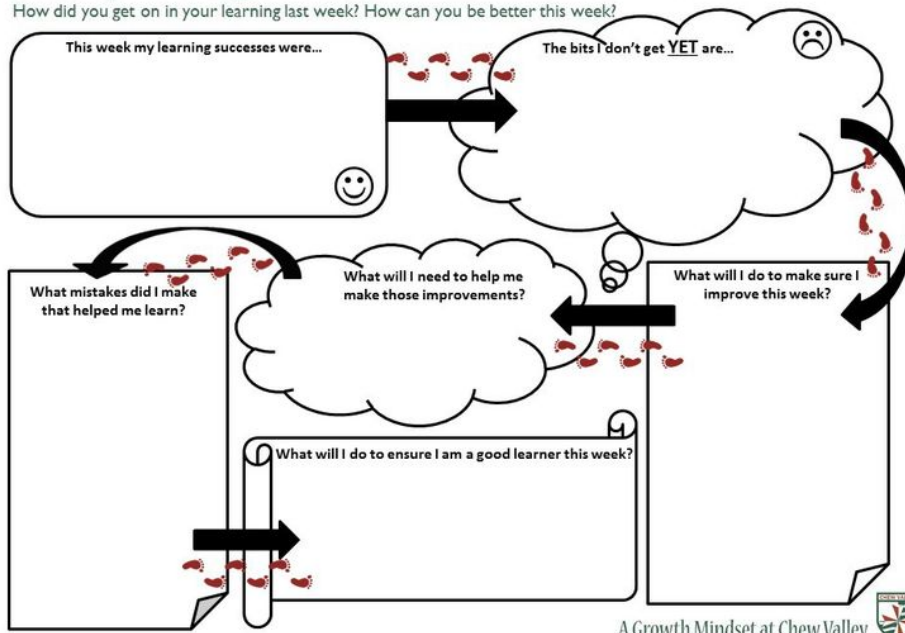 How did you get on in your learning last week? How can you be better this week?
This week my learning successes were...
The bits I don't get YET are...
What will I do to make sure I
improve this week?
What will I need to help me
make those improvements?
What mistakes did I make
that helped me learn?
What will I do to ensure I am a good learner this week?
A Growth Mindset at Chew Valley